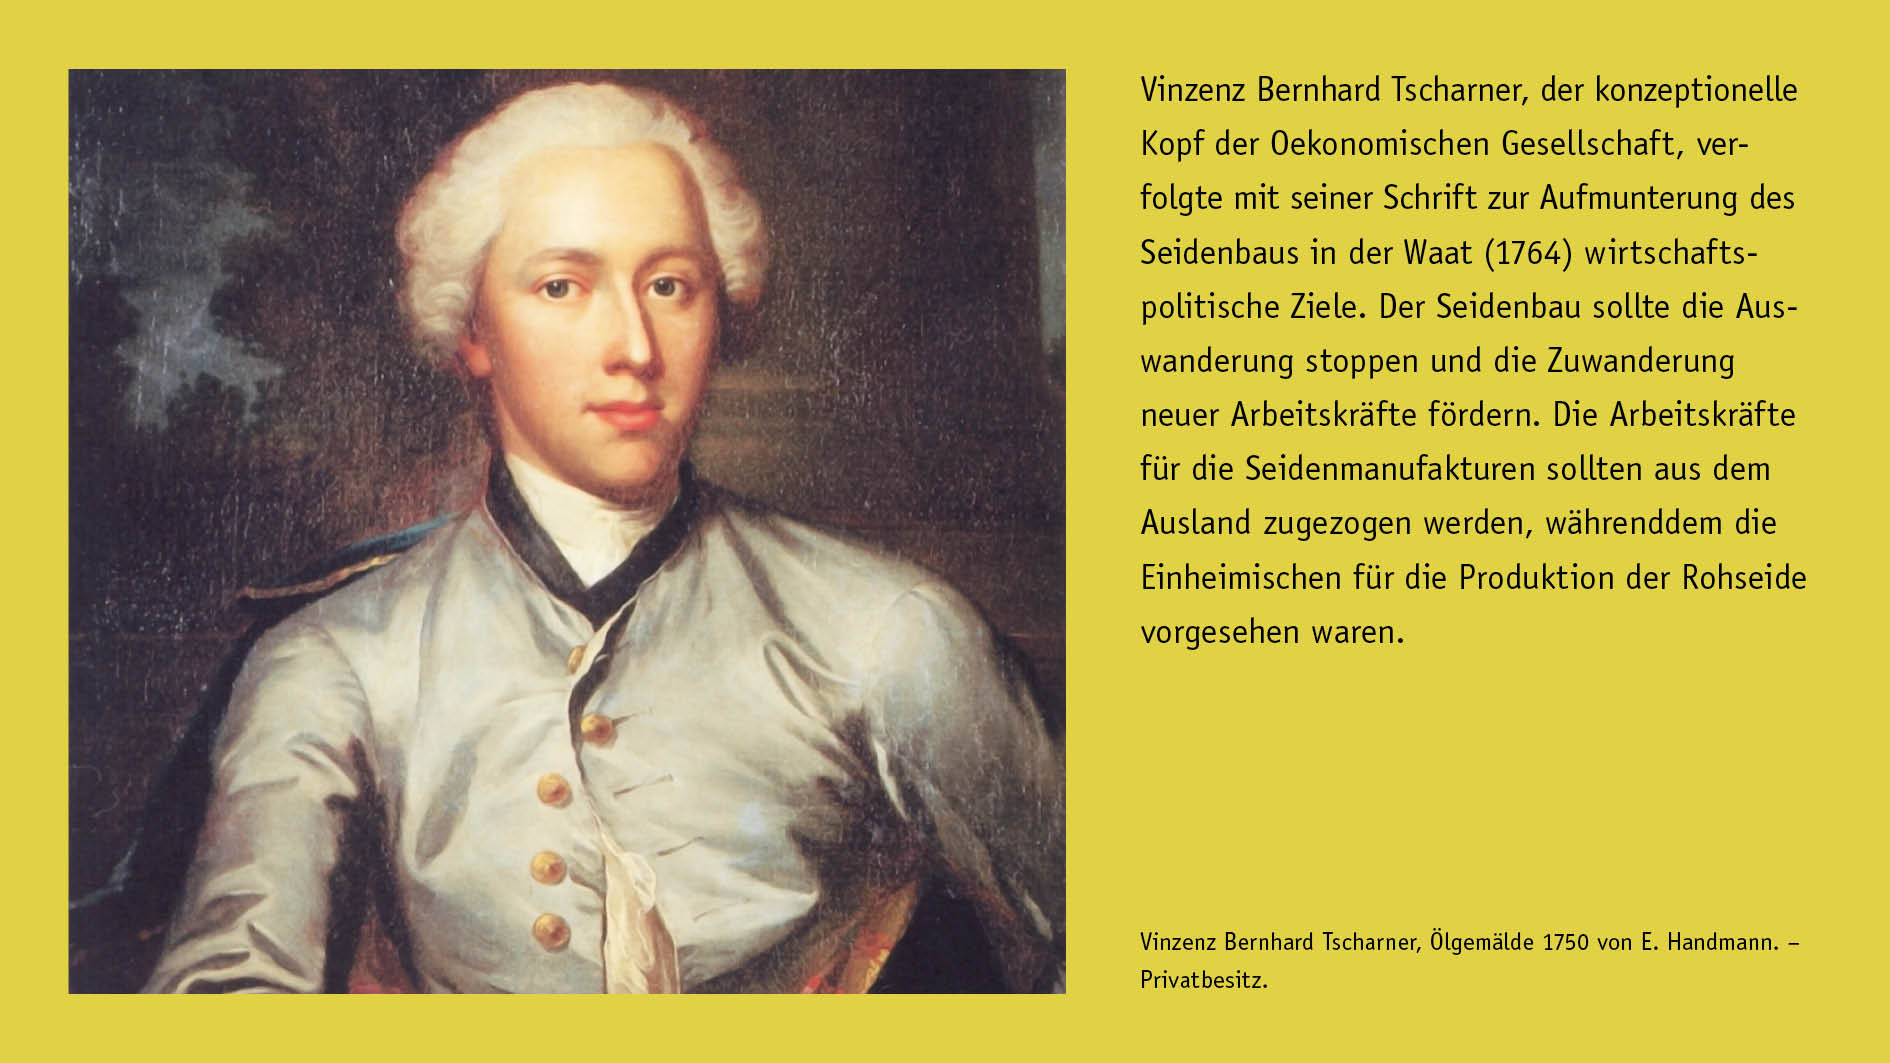 Vinzenz Bernhard Tscharner, der konzeptionelle
Kopf der Oekonomischen Gesellschaft, ver-
folgte mit seiner Schrift zur Aufmunterung des
Seidenbaus in der Waat (1764) wirtschafts-
politische Ziele. Der Seidenbau sollte die Aus-
wanderung stoppen und die Zuwanderung
neuer Arbeitskräfte fördern. Die Arbeitskräfte
für die Seidenmanufakturen sollten aus dem
Ausland zugezogen werden, währenddem die
Einheimischen für die Produktion der Rohseide
vorgesehen waren.
Vinzenz Bernhard Tscharner, Ölgemälde 1750 von E. Handmann. –
Privatbesitz.